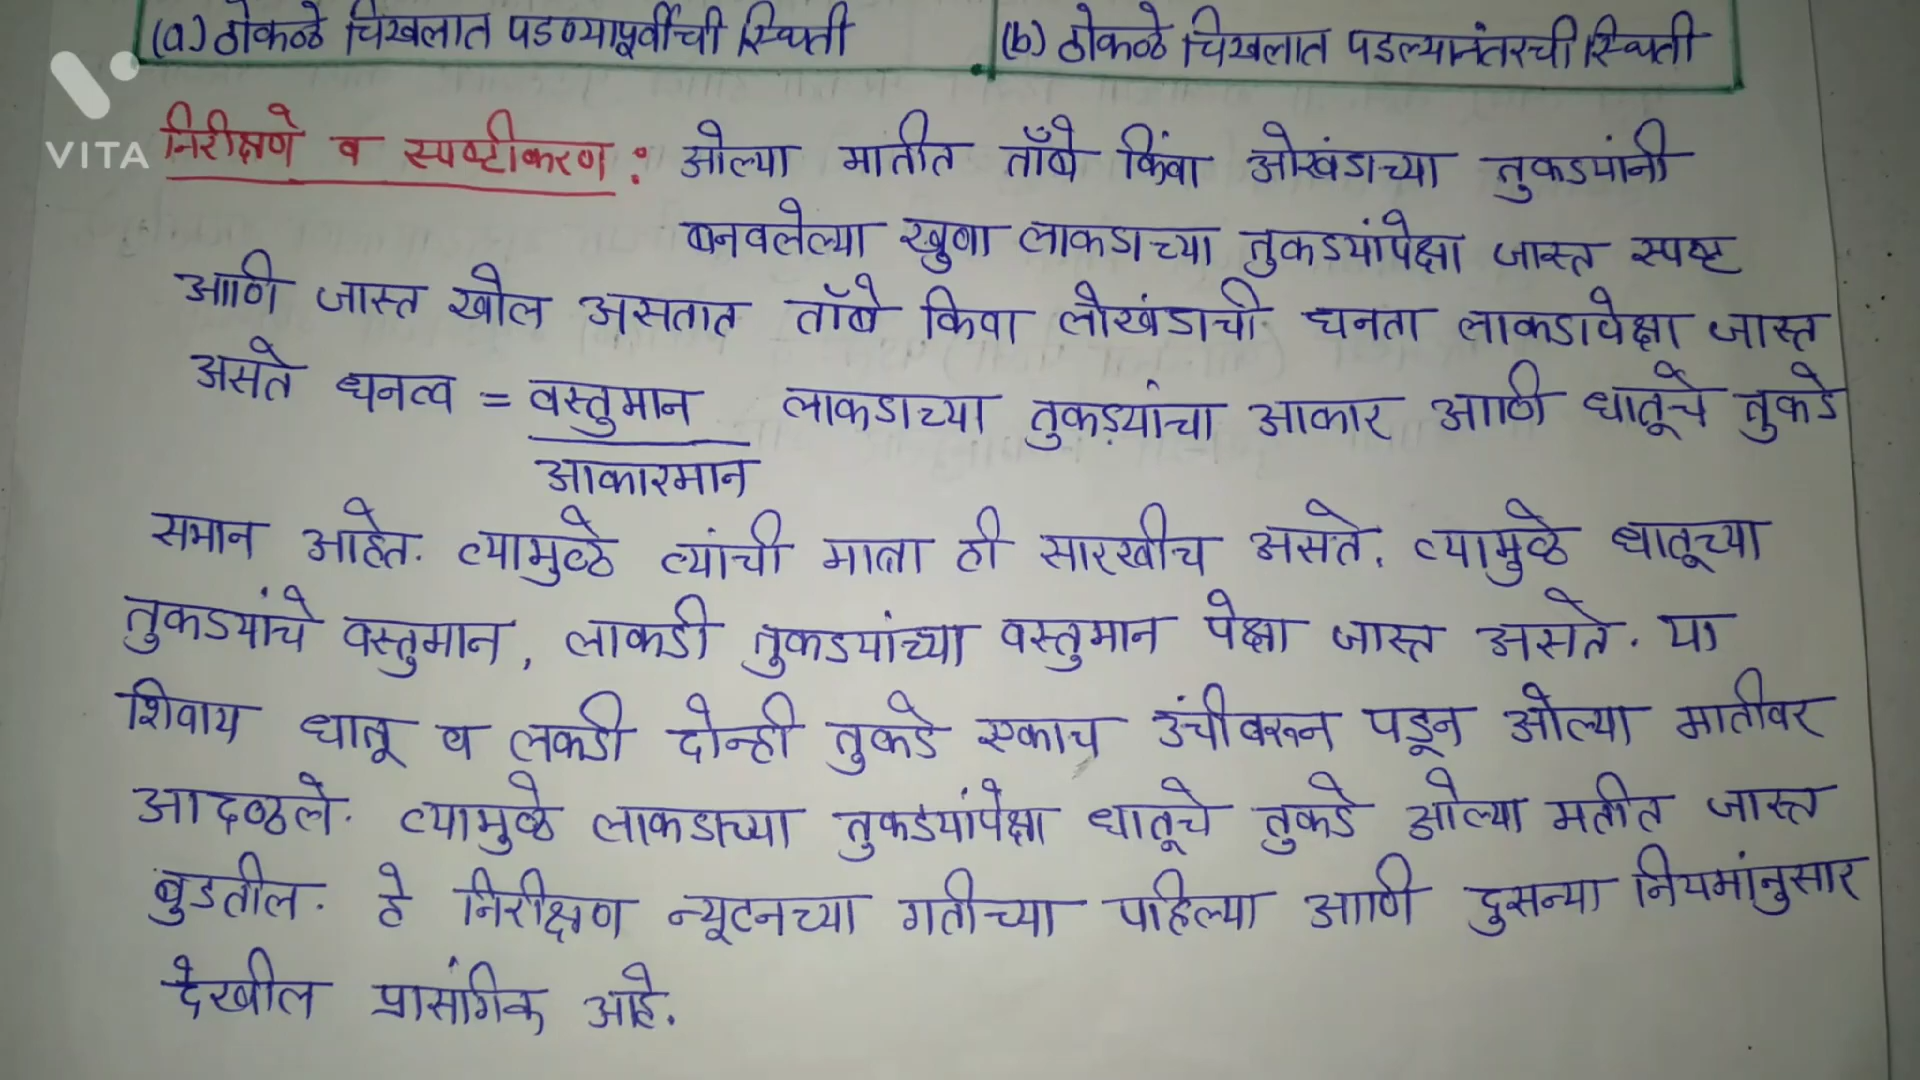 (a) ठोकळे चिखलात पडण्यापूर्वीची स्थिती
(b) ठोकळे चिखलात पडल्यानंतरची स्थिती
VITA
निरीक्षणे व स्पष्टीकरण : ओल्या मातीत ताँबे किंवा ओखंडाच्या तुकड्यांनी
बनवलेल्या खुणा लाकडाच्या तुकड्यांपेक्षा जास्त स्पष्ट
आणि जास्त खोल असतात ताँबे किवा लोखंडाची घनता लाकडापेक्षा जास्त
असते घनत्व = वस्तुमान लाकडाच्या तुकड़्यांचा आकार आणि धातूचे तुकडे
आकारमान
समान आहेत. त्यामुळे त्यांची मात्रा ही सारखीच असते. त्यामुळे धातूच्या
तुकड्यांचे वस्तुमान, लाकडी तुकड्यांच्या वस्तुमान पेक्षा जास्त असते. या
शिवाय धातू व लकडी दोन्ही तुकडे एकाच उंचीवरून पडून ओल्या मातीवर
आदळले. त्यामुळे लाकडाच्या तुकड्यांपेक्षा धातूचे तुकडे ओल्या मतीत जास्त
बुडतील. हे निरीक्षण न्यूटनच्या गतीच्या पहिल्या आणि दुसऱ्या नियमांनुसार
देखील प्रासंगिक आहे.